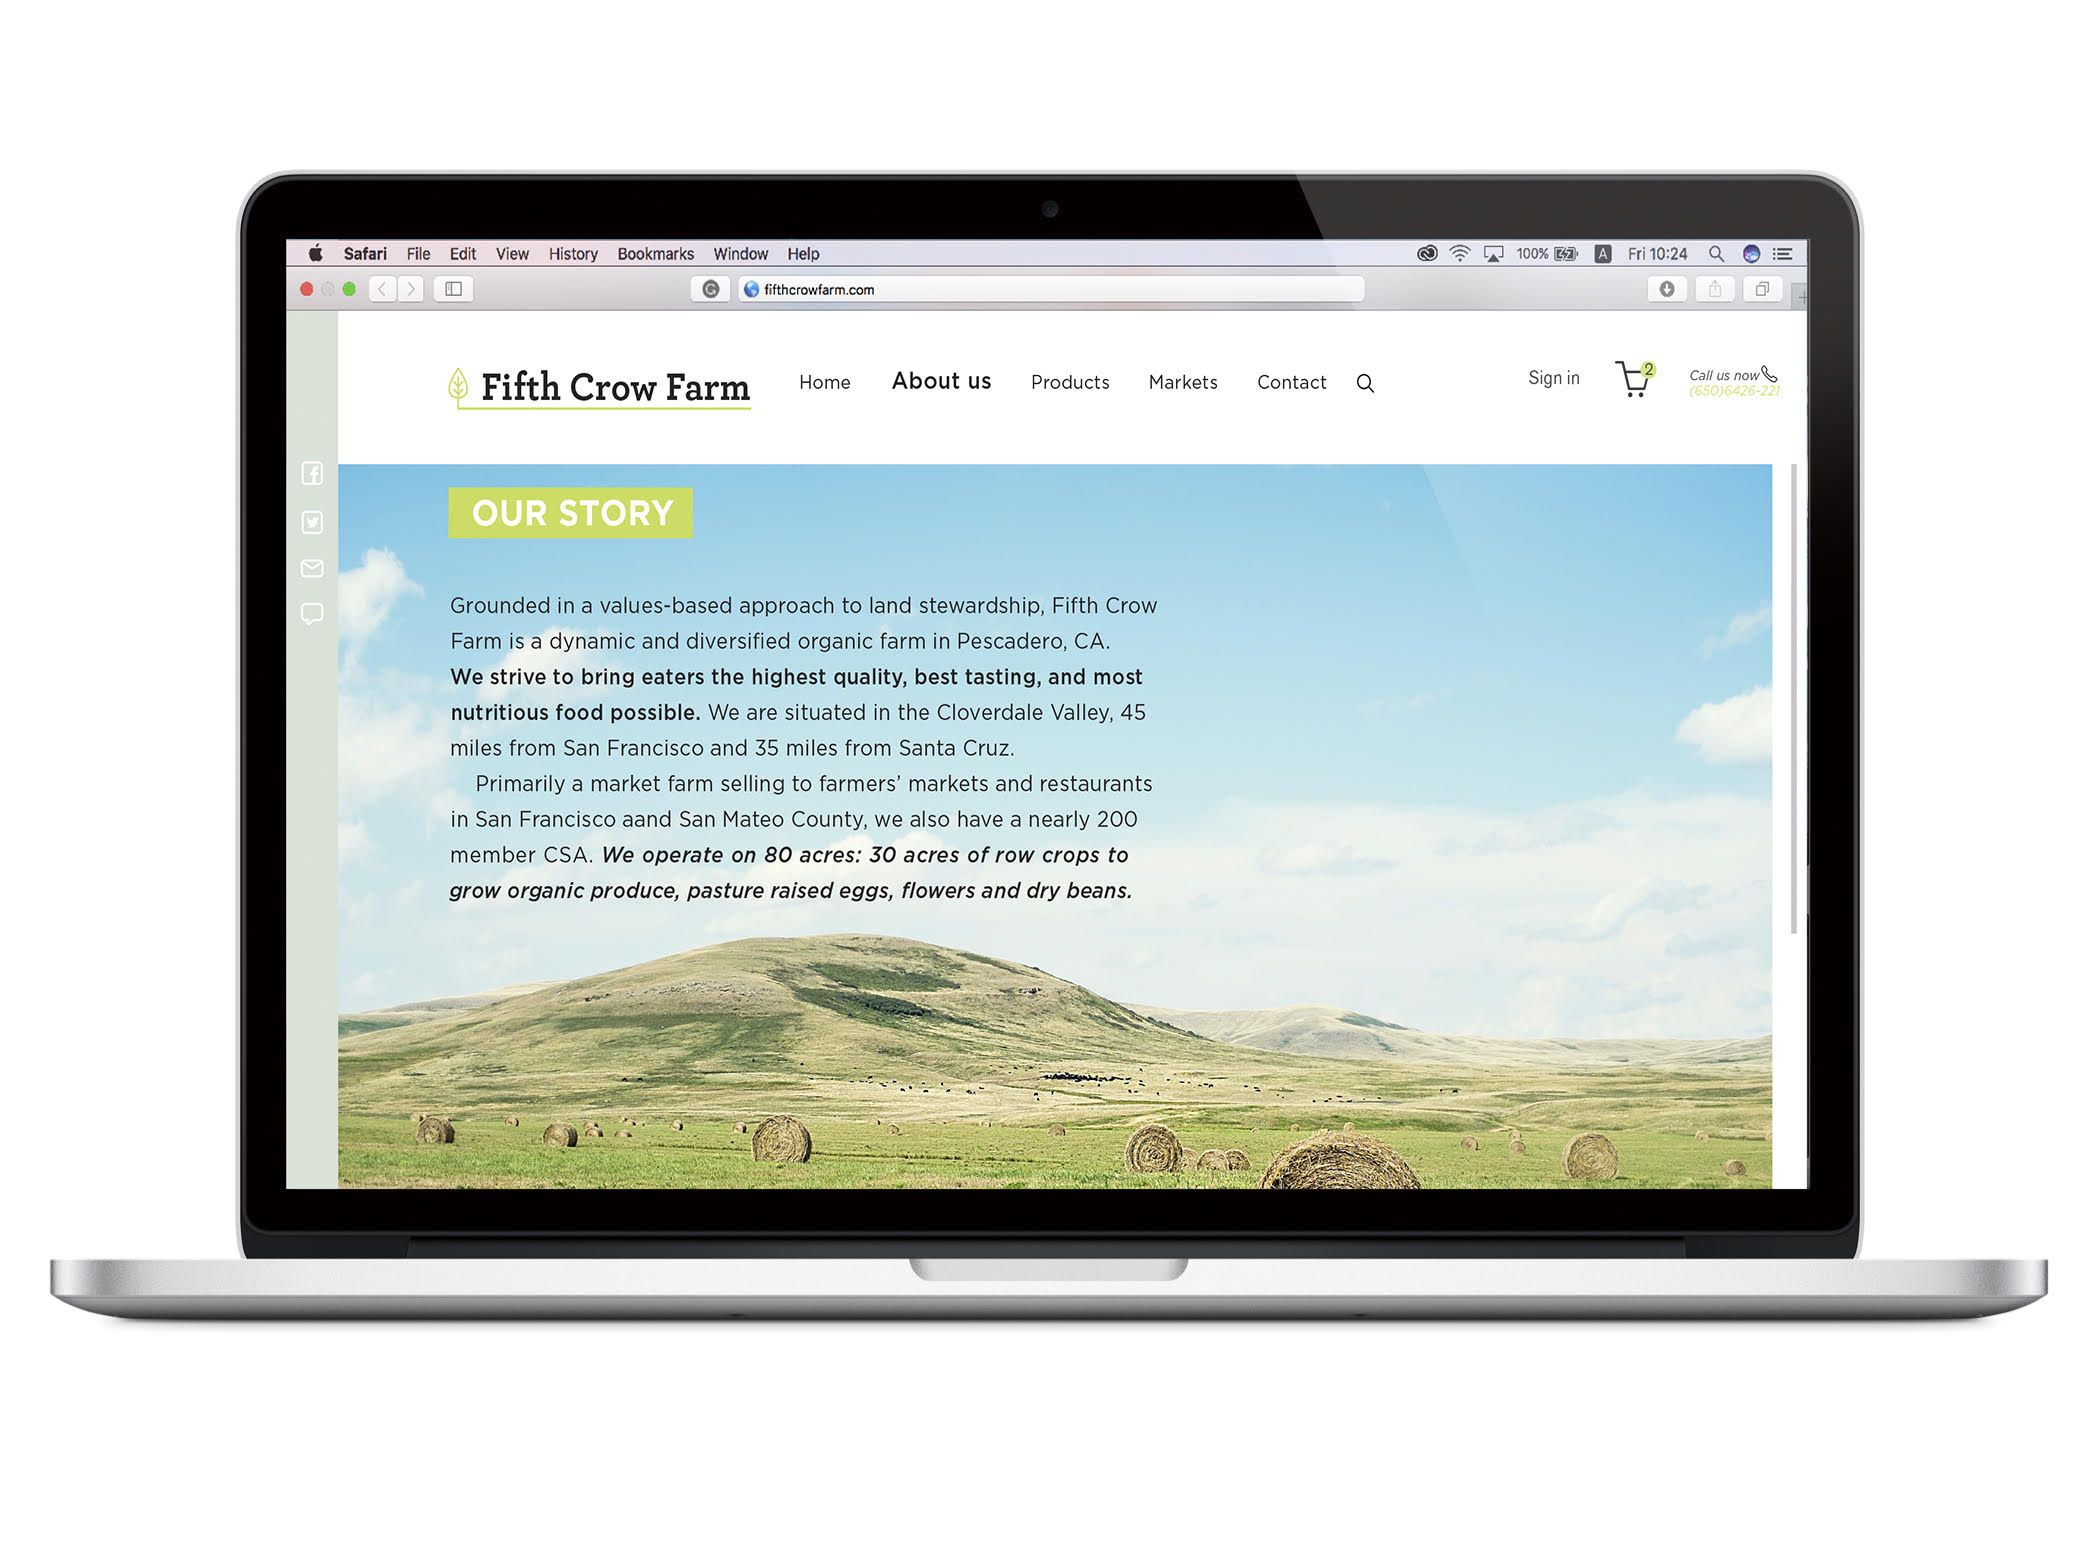 Safari File Edit View History Bookmarks Window Help 100% A Fri 10:24
fifthcrowfarm.com
Fifth Crow Farm Home About us Products Markets Contact Sign in 2 Call us now
(650)6426-221
OUR STORY
Grounded in a values-based approach to land stewardship, Fifth Crow
Farm is a dynamic and diversified organic farm in Pescadero, CA.
We strive to bring eaters the highest quality, best tasting, and most
nutritious food possible. We are situated in the Cloverdale Valley, 45
miles from San Francisco and 35 miles from Santa Cruz.
Primarily a market farm selling to farmers’ markets and restaurants
in San Francisco aand San Mateo County, we also have a nearly 200
member CSA. We operate on 80 acres: 30 acres of row crops to
grow organic produce, pasture raised eggs, flowers and dry beans.